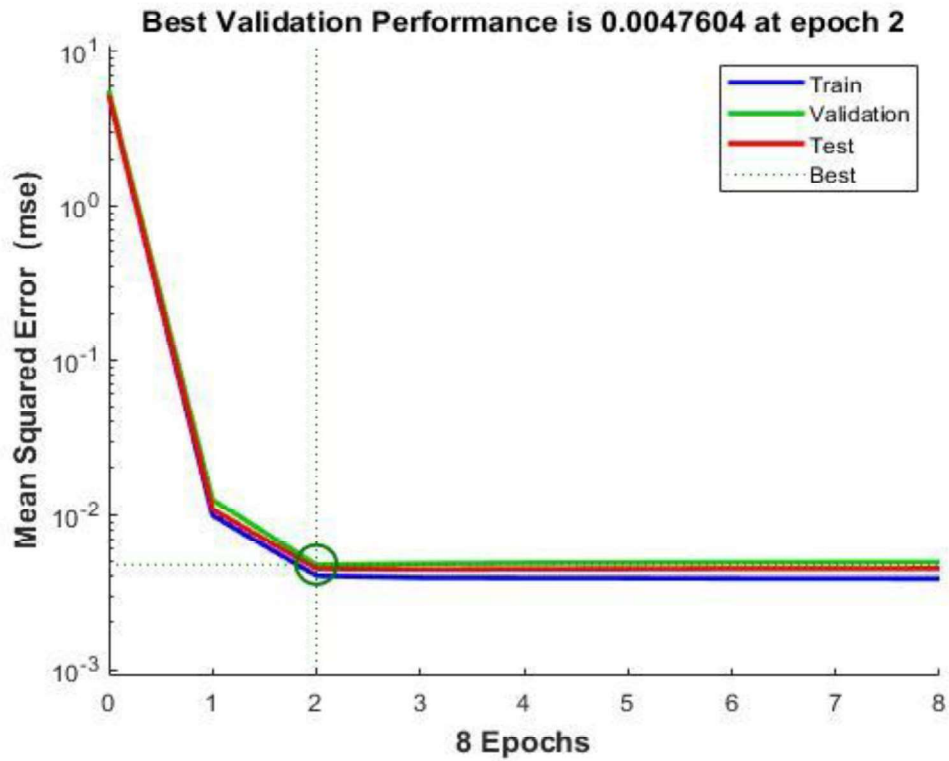 Best Validation Performance is 0.0047604 at epoch 2
Mean Squared Error (mse)
10^1
10^0
10^-1
10^-2
10^-3
Train
Validation
Test
Best
0 1 2 3 4 5 6 7 8
8 Epochs